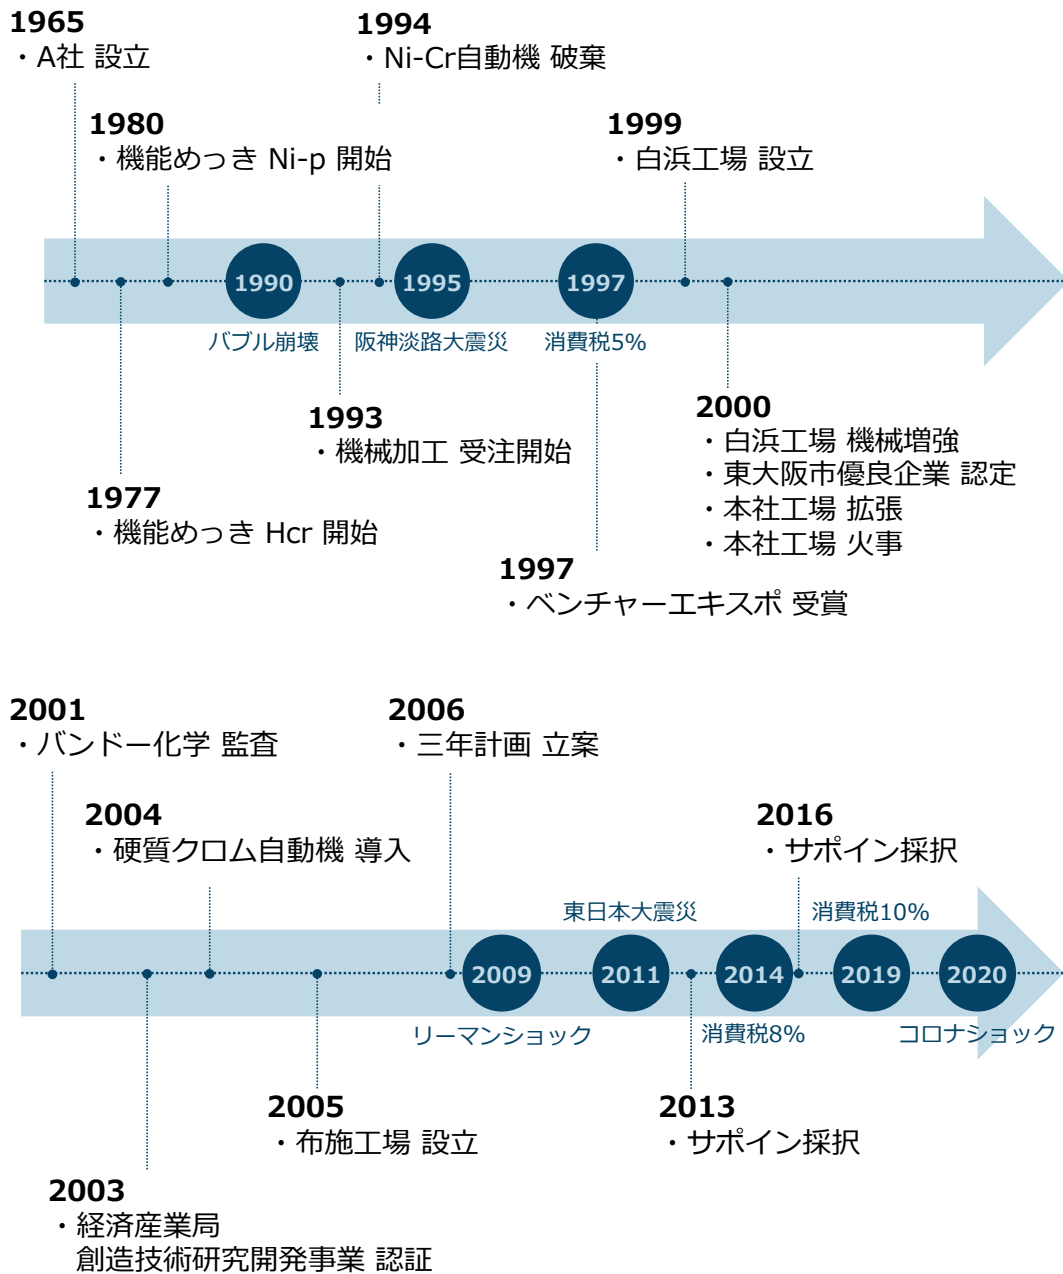 1965
・A社 設立
1994
・Ni-Cr自動機 破棄
1980
・機能めっき Ni-p 開始
1999
・白浜工場 設立
1990
1995
1997
バブル崩壊
阪神淡路大震災
消費税5%
1993
・機械加工 受注開始
2000
・白浜工場 機械増強
・東大阪市優良企業 認定
・本社工場 拡張
・本社工場 火事
1977
・機能めっき Hcr 開始
1997
・ベンチャーエキスポ 受賞
2001
・バンドー化学 監査
2006
・三年計画 立案
2004
・硬質クロム自動機 導入
2016
・サポイン採択
東日本大震災
消費税10%
2009
2011
2014
2019
2020
リーマンショック
消費税8%
コロナショック
2005
・布施工場 設立
2013
・サポイン採択
2003
・経済産業局
創造技術研究開発事業 認証